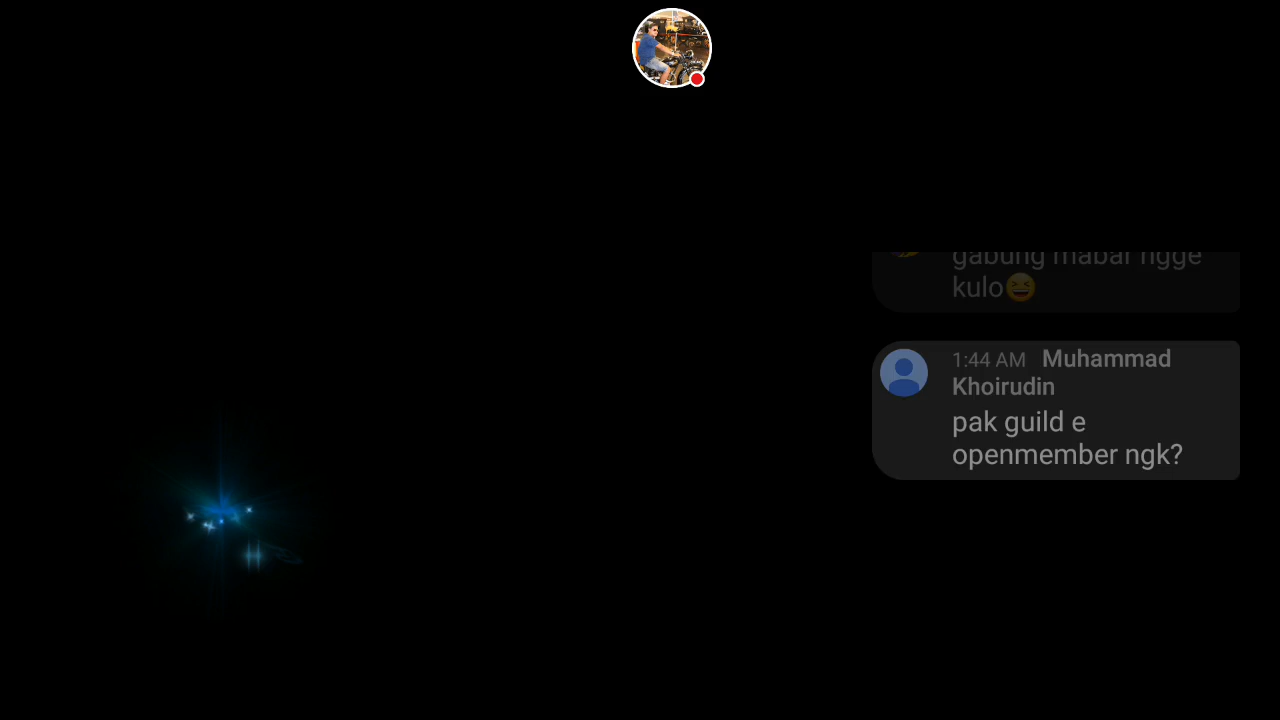 gabung mabar ngge
kulo😆
1:44 AM Muhammad
Khoirudin
pak guild e
openmember ngk?